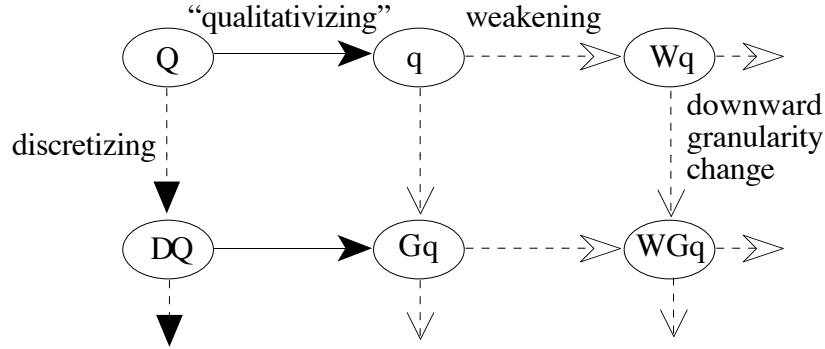 “qualitativizing” weakening
Q q Wq
discretizing
downward
granularity
change
DQ Gq WGq